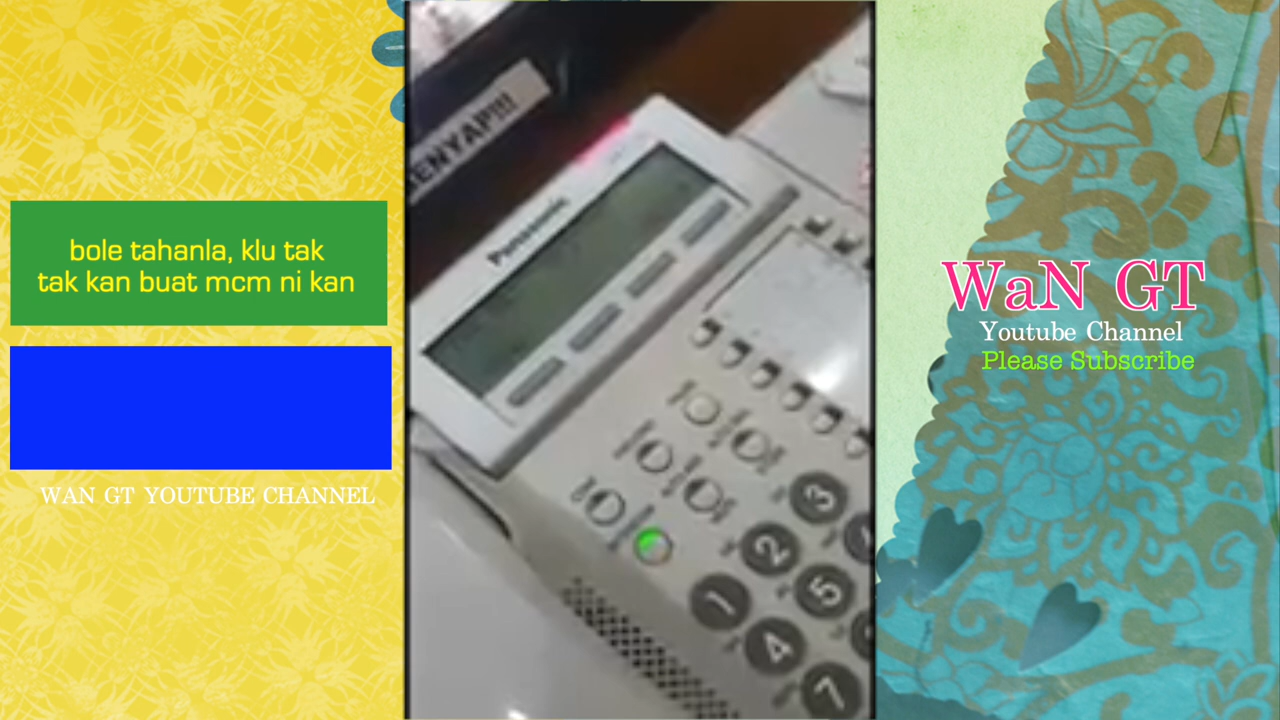 bole tahanla, klu tak
tak kan buat mcm ni kan
WAN GT YOUTUBE CHANNEL
ENYAP!!!
Panasonic
1
2
3
4
5
7
WaN GT
Youtube Channel
Please Subscribe